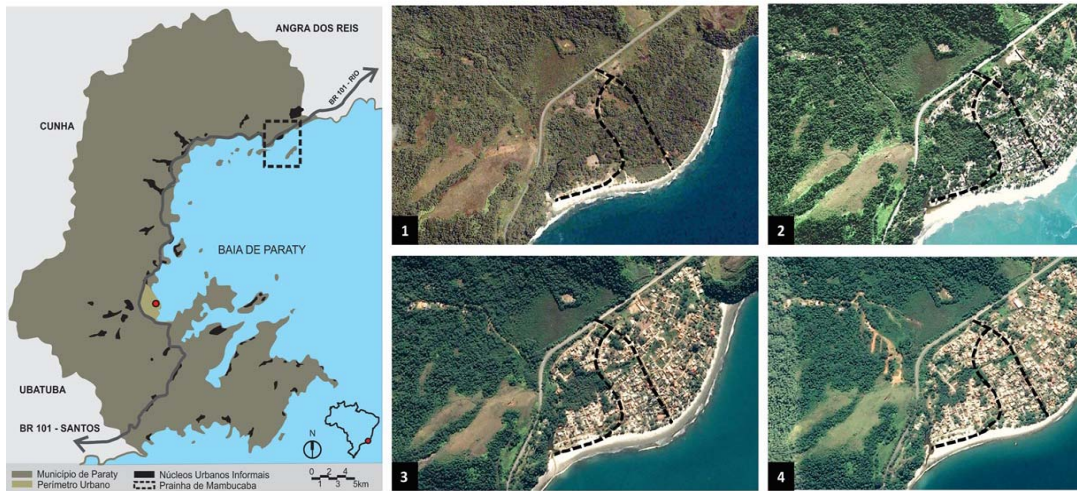 ANGRA DOS REIS
BR 101 - RIO
CUNHA
BAIA DE PARATY
UBATUBA
BR 101 - SANTOS
N
0 2 4
1 3 5km
Município de Paraty
Perímetro Urbano
Núcleos Urbanos Informais
Prainha de Mambucaba
1
2
3
4